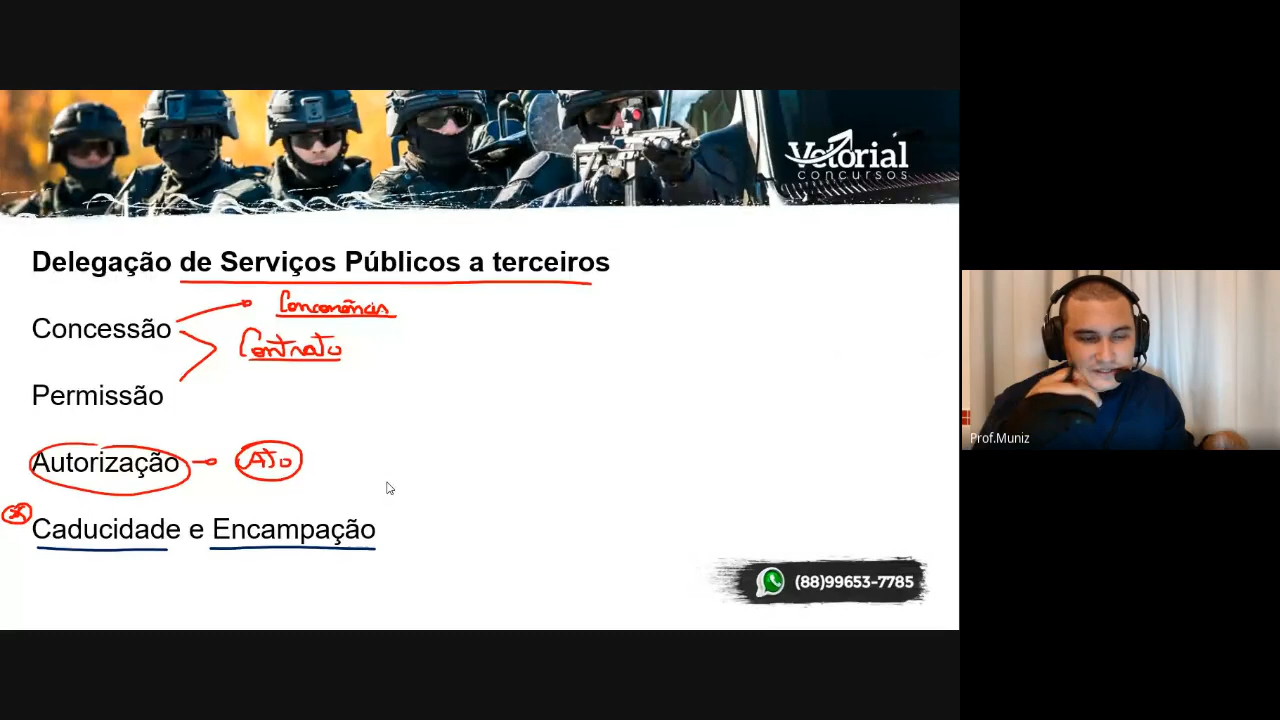 Vetorial
concursos
Delegação de Serviços Públicos a terceiros
Concessão
Contrato
Permissão
Autorização
Ato
Caducidade e Encampação
(88)99653-7785
Prof.Muniz